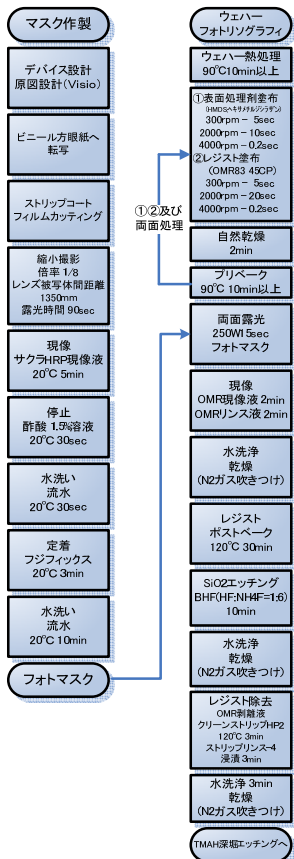 マスク作製
デバイス設計
原図設計(Visio)
ビニール方眼紙へ
転写
ストリップコート
フィルムカッティング
縮小撮影
倍率 1/8
レンズ被写体間距離
1350mm
露光時間 90sec
現像
サクラHRP現像液
20℃ 5min
停止
酢酸 1.5%溶液
20℃ 30sec
水洗い
流水
20℃ 30sec
定着
フジフィックス
20℃ 3min
水洗い
流水
20℃ 10min
フォトマスク
①②及び
両面処理
ウェハー
フォトリソグラフィ
ウェハー熱処理
90℃10min以上
①表面処理剤塗布
(HMDSヘキサメチルジシラザン)
300rpm- 5sec
2000rpm-10sec
4000rpm-0.2sec
②レジスト塗布
(OMR83 45CP)
300rpm- 5sec
2000rpm-20sec
4000rpm-0.2sec
自然乾燥
2min
プリベーク
90℃ 10min以上
両面露光
250W15sec
フォトマスク
現像
OMR現像液 2min
OMRリンス液 2min
水洗浄
乾燥
(N2ガス吹きつけ)
レジスト
ポストベーク
120℃ 30min
SiO2エッチング
BHF(HF:NH4F=1:6)
10min
水洗浄
乾燥
(N2ガス吹きつけ)
レジスト除去
OMR剥離液
クリーンストリップHP2
120℃ 3min
ストリップリンス-4
浸漬 3min
水洗浄 3min
乾燥
(N2ガス吹きつけ)
TMAH深堀エッチングへ